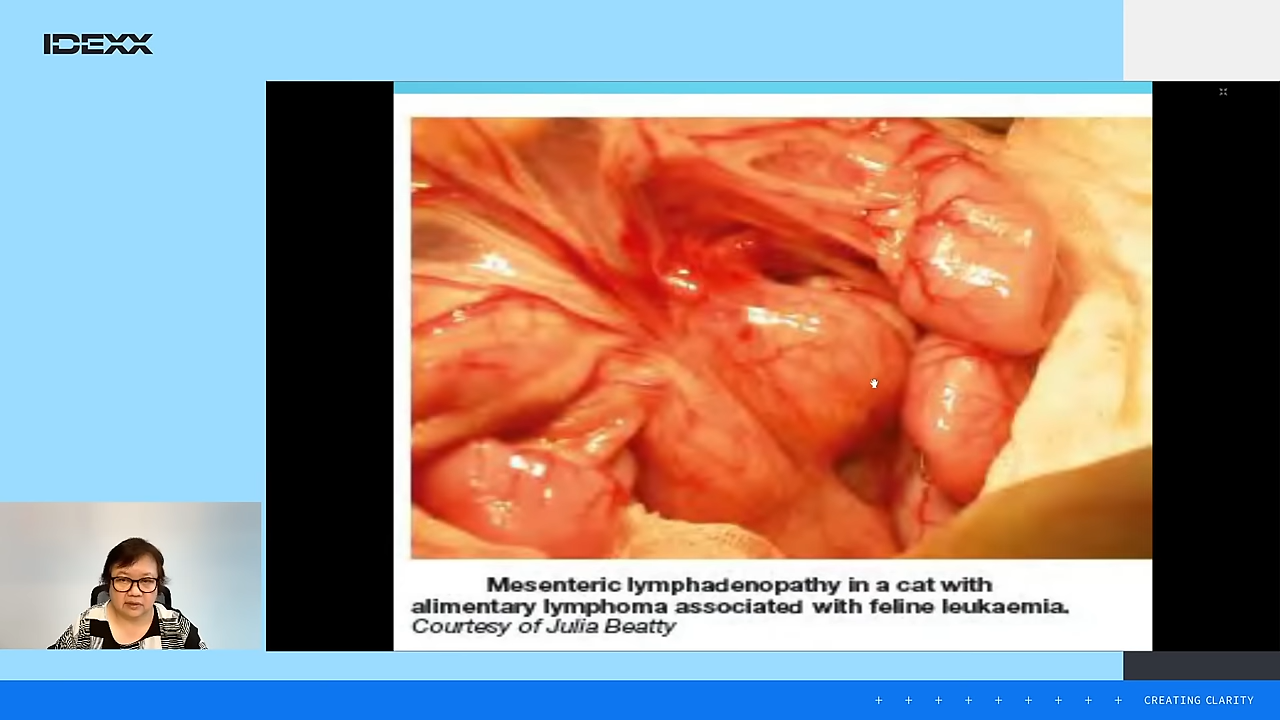 IDEXX
Mesenteric lymphadenopathy in a cat with
alimentary lymphoma associated with feline leukaemia.
Courtesy of Julia Beatty
CREATING CLARITY